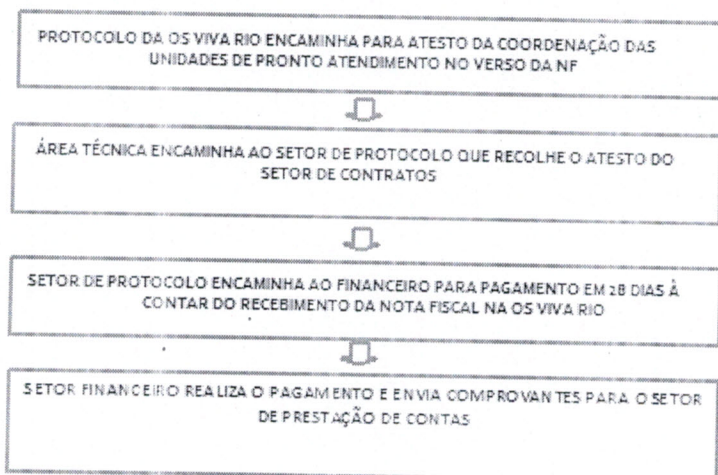 PROTOCOLO DA OS VIVA RIO ENCAMINHA PARA ATESTO DA COORDENAÇÃO DAS
UNIDADES DE PRONTO ATENDIMENTO NO VERSO DA NF
ÁREA TÉCNICA ENCAMINHA AO SETOR DE PROTOCOLO QUE RECOLHE O ATESTO DO
SETOR DE CONTRATOS
SETOR DE PROTOCOLO ENCAMINHA AO FINANCEIRO PARA PAGAMENTO EM 28 DIAS À
CONTAR DO RECEBIMENTO DA NOTA FISCAL NA OS VIVA RIO
SETOR FINANCEIRO REALIZA O PAGAMENTO E ENVIA COMPROVANTES PARA O SETOR
DE PRESTAÇÃO DE CONTAS